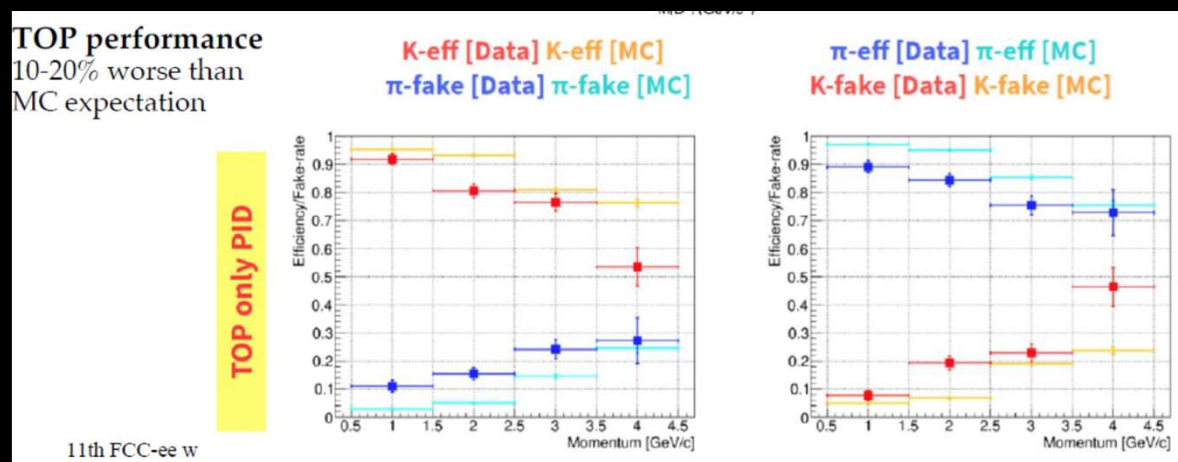 TOP performance
10-20% worse than
MC expectation
TOP only PID
11th FCC-ee w
K-eff [Data] K-eff [MC]
π-fake [Data] π-fake [MC]
Efficiency/Fake-rate
1
0.9
0.8
0.7
0.6
0.5
0.4
0.3
0.2
0.1
0
0.5 1 1.5 2 2.5 3 3.5 4 4.5
Momentum [GeV/c]
π-eff [Data] π-eff [MC]
K-fake [Data] K-fake [MC]
Efficiency/Fake-rate
1
0.9
0.8
0.7
0.6
0.5
0.4
0.3
0.2
0.1
0
0.5 1 1.5 2 2.5 3 3.5 4 4.5
Momentum [GeV/c]